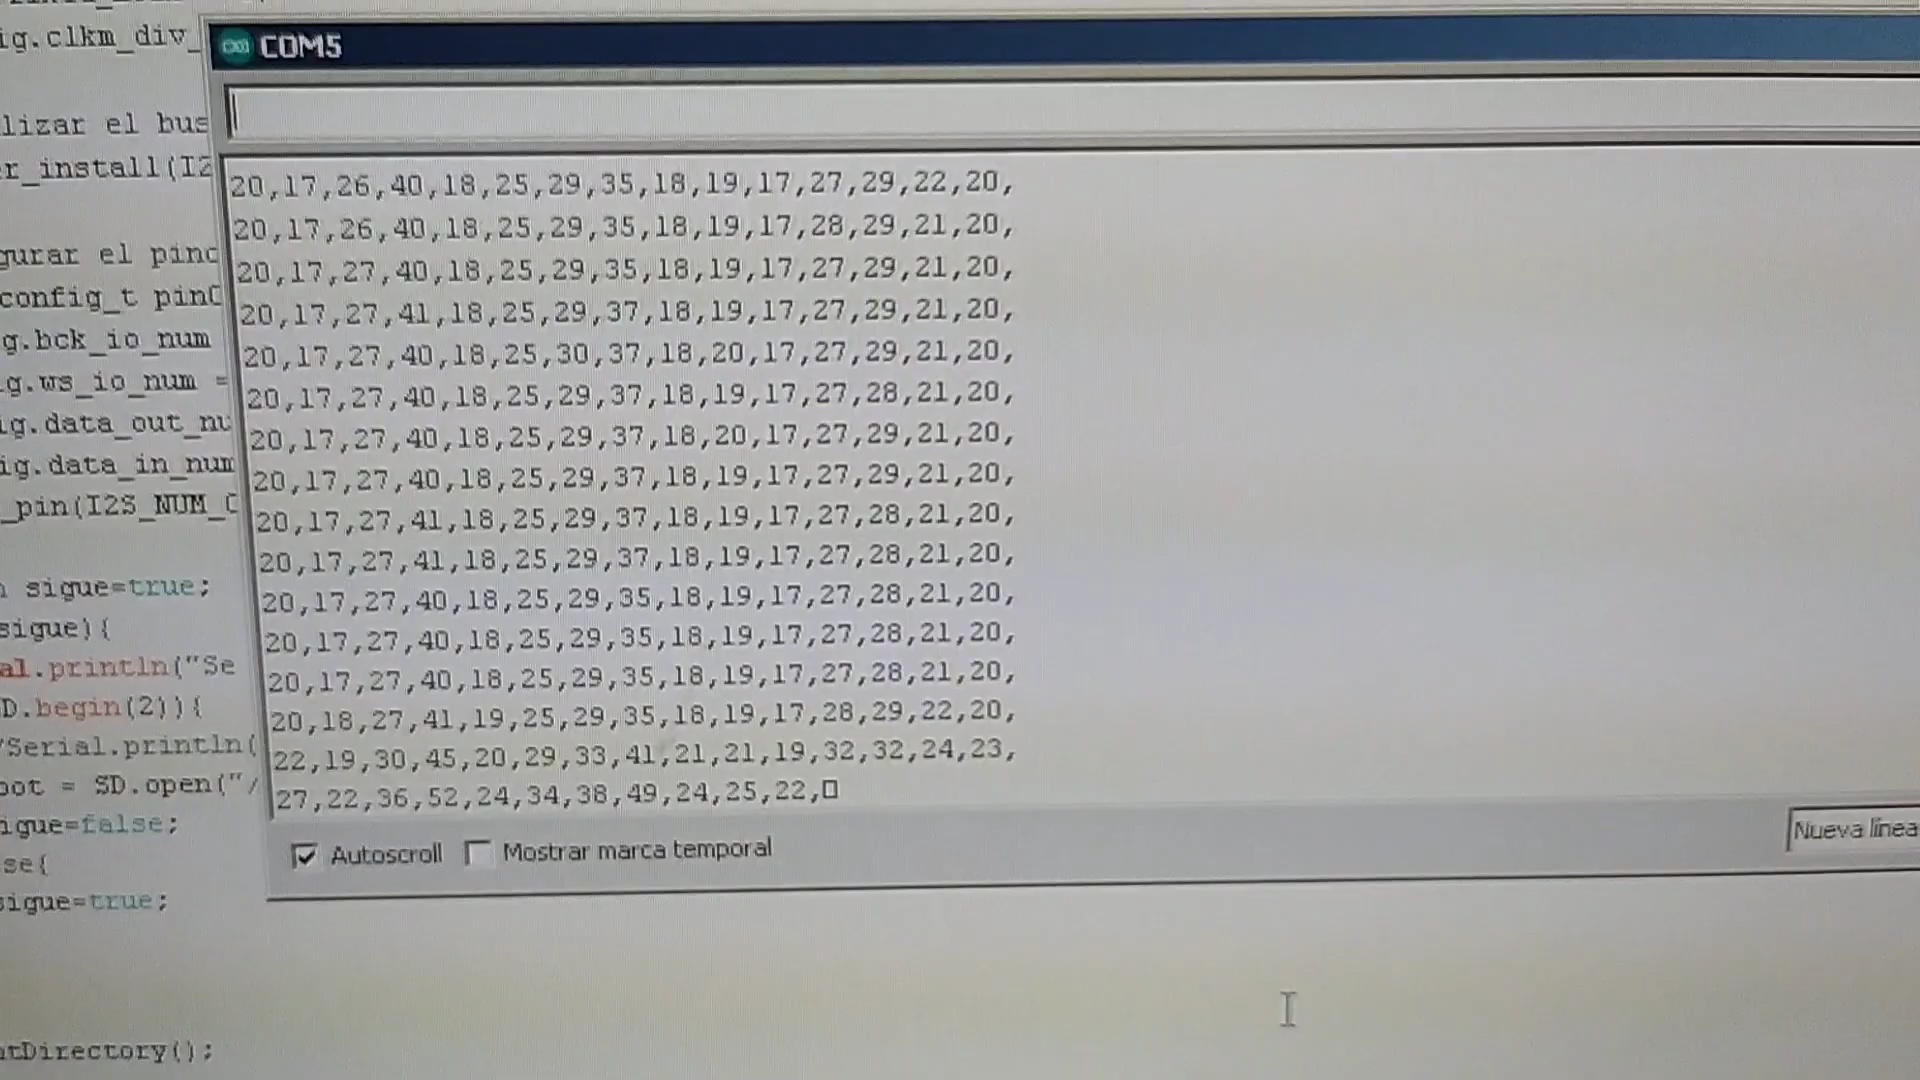 ig.clkm_div_
COM5
lizar el bus
er_install(I2
gurar el pinc
config_t pinC
g.bck_io_num
ig.ws_io_num =
ig.data_out_nu
ig.data_in_num
_pin(I2S_NUM_0
n sigue=true;
sigue){
al.println("Se
D.begin(2)){
/Serial.println(
oot = SD.open("/
igue=false;
se{
sigue=true;
ntDirectory();
20,17,26,40,18,25,29,35,18,19,17,27,29,22,20,
20,17,26,40,18,25,29,35,18,19,17,28,29,21,20,
20,17,27,40,18,25,29,35,18,19,17,27,29,21,20,
20,17,27,41,18,25,29,37,18,19,17,27,29,21,20,
20,17,27,40,18,25,30,37,18,20,17,27,29,21,20,
20,17,27,40,18,25,29,37,18,19,17,27,28,21,20,
20,17,27,40,18,25,29,37,18,20,17,27,29,21,20,
20,17,27,40,18,25,29,37,18,19,17,27,29,21,20,
20,17,27,41,18,25,29,37,18,19,17,27,28,21,20,
20,17,27,41,18,25,29,37,18,19,17,27,28,21,20,
20,17,27,40,18,25,29,35,18,19,17,27,28,21,20,
20,17,27,40,18,25,29,35,18,19,17,27,28,21,20,
20,17,27,40,18,25,29,35,18,19,17,27,28,21,20,
20,18,27,41,19,25,29,35,18,19,17,28,29,22,20,
22,19,30,45,20,29,33,41,21,21,19,32,32,24,23,
27,22,36,52,24,34,38,49,24,25,22,□
Autoscroll Mostrar marca temporal
Nueva línea